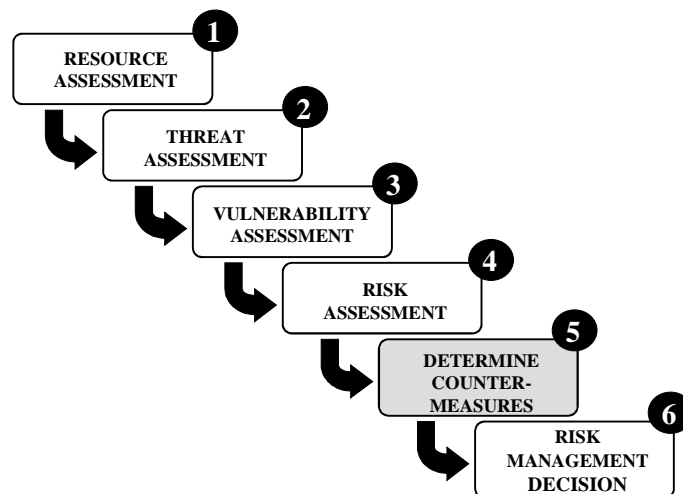 1
RESOURCE
ASSESSMENT
2
THREAT
ASSESSMENT
3
VULNERABILITY
ASSESSMENT
4
RISK
ASSESSMENT
5
DETERMINE
COUNTER-
MEASURES
6
RISK
MANAGEMENT
DECISION